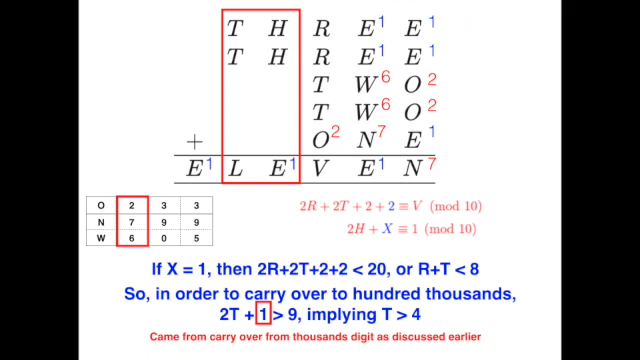 T H R E1 E1
T H R E1 E1
T W6 O2
T W6 O2
+ O2 N7 E1
E1 L E1 V E1 N7
O 2 3 3
N 7 9 9
W 6 0 5
2R + 2T + 2 + 2 ≡ V (mod 10)
2H + X ≡ 1 (mod 10)
If X = 1, then 2R+2T+2+2 < 20, or R+T < 8
So, in order to carry over to hundred thousands,
2T + 1 > 9, implying T > 4
Came from carry over from thousands digit as discussed earlier